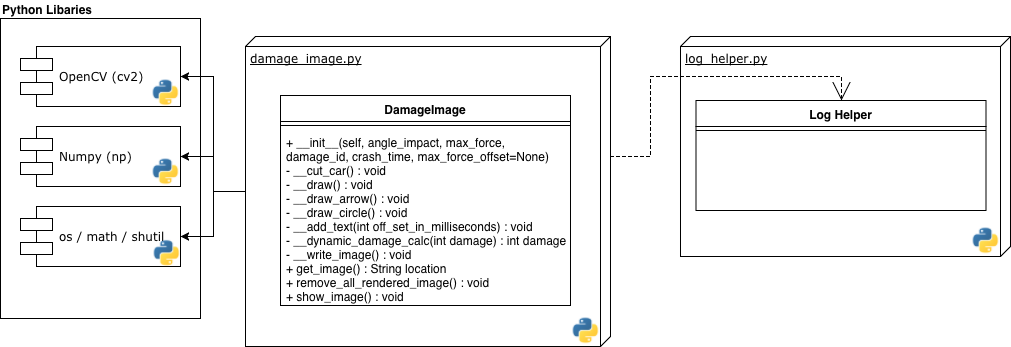 Python Libaries
OpenCV (cv2)
Numpy (np)
os / math / shutil
damage_image.py
DamageImage
+ __init__(self, angle_impact, max_force,
damage_id, crash_time, max_force_offset=None)
- __cut_car() : void
- __draw() : void
- __draw_arrow() : void
- __draw_circle() : void
- __add_text(int off_set_in_milliseconds) : void
- __dynamic_damage_calc(int damage) : int damage
- __write_image() : void
+ get_image() : String location
+ remove_all_rendered_image() : void
+ show_image() : void
log_helper.py
Log Helper